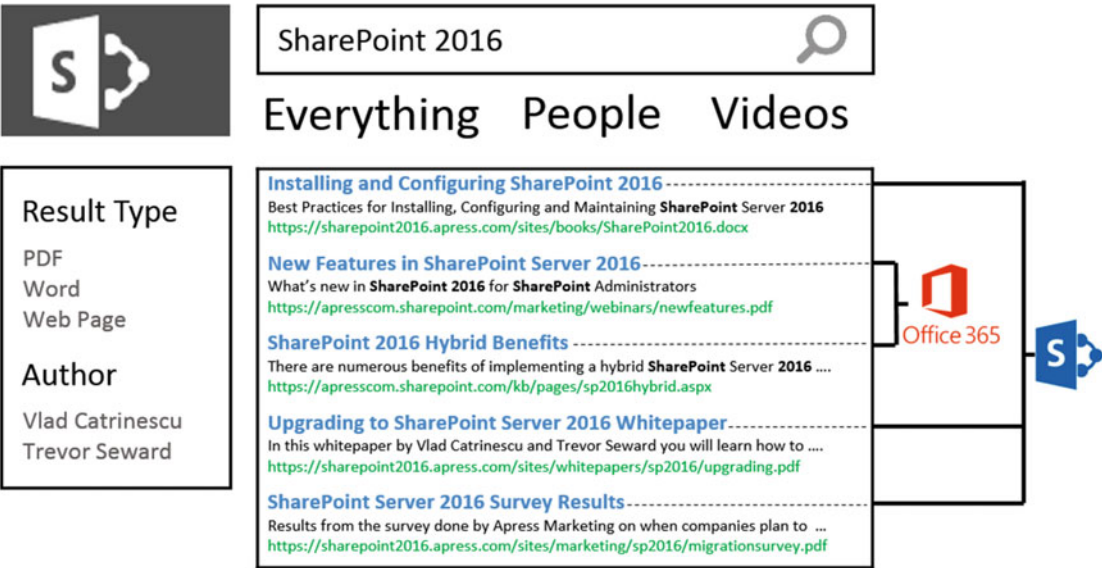 S
SharePoint 2016
Everything People Videos
Result Type
PDF
Word
Web Page
Author
Vlad Catrinescu
Trevor Seward
Installing and Configuring SharePoint 2016
Best Practices for Installing, Configuring and Maintaining SharePoint Server 2016
https://sharepoint2016.apress.com/sites/books/SharePoint2016.docx
New Features in SharePoint Server 2016
What's new in SharePoint 2016 for SharePoint Administrators
https://apresscom.sharepoint.com/marketing/webinars/newfeatures.pdf
SharePoint 2016 Hybrid Benefits
There are numerous benefits of implementing a hybrid SharePoint Server 2016 ....
https://apresscom.sharepoint.com/kb/pages/sp2016hybrid.aspx
Upgrading to SharePoint Server 2016 Whitepaper
In this whitepaper by Vlad Catrinescu and Trevor Seward you will learn how to ....
https://sharepoint2016.apress.com/sites/whitepapers/sp2016/upgrading.pdf
SharePoint Server 2016 Survey Results
Results from the survey done by Apress Marketing on when companies plan to ...
https://sharepoint2016.apress.com/sites/marketing/sp2016/migrationsurvey.pdf
Office 365
S